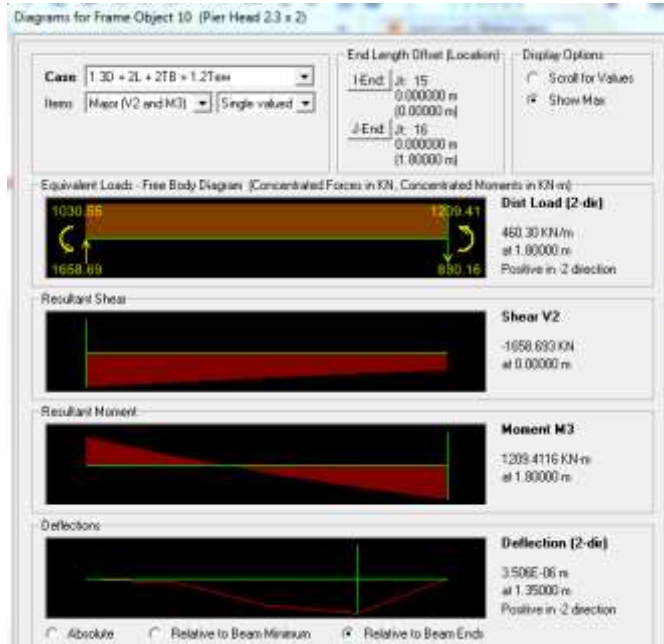 Diagrams for Frame Object 10 (Pier Head 2.3 x 2)
Case 1.3D + 2L + 2TB + 1.2Tew
Items Major (V2 and M3) Single valued
End Length Offset (Location)
I-End: Jt: 15
0.000000 m
(0.00000 m)
J-End: Jt: 16
0.000000 m
(1.80000 m)
Display Options
Scroll for Values
Show Max
Equivalent Loads - Free Body Diagram (Concentrated Forces in KN, Concentrated Moments in KN-m)
1030.55 1209.41
1658.69 830.16
Dist Load (2-dir)
460.30 KN/m
at 1.80000 m
Positive in -2 direction
Resultant Shear
Shear V2
-1658.693 KN
at 0.00000 m
Resultant Moment
Moment M3
1209.4116 KN-m
at 1.80000 m
Deflections
Deflection (2-dir)
3.506E-06 m
at 1.35000 m
Positive in -2 direction
Absolute Relative to Beam Minimum Relative to Beam Ends